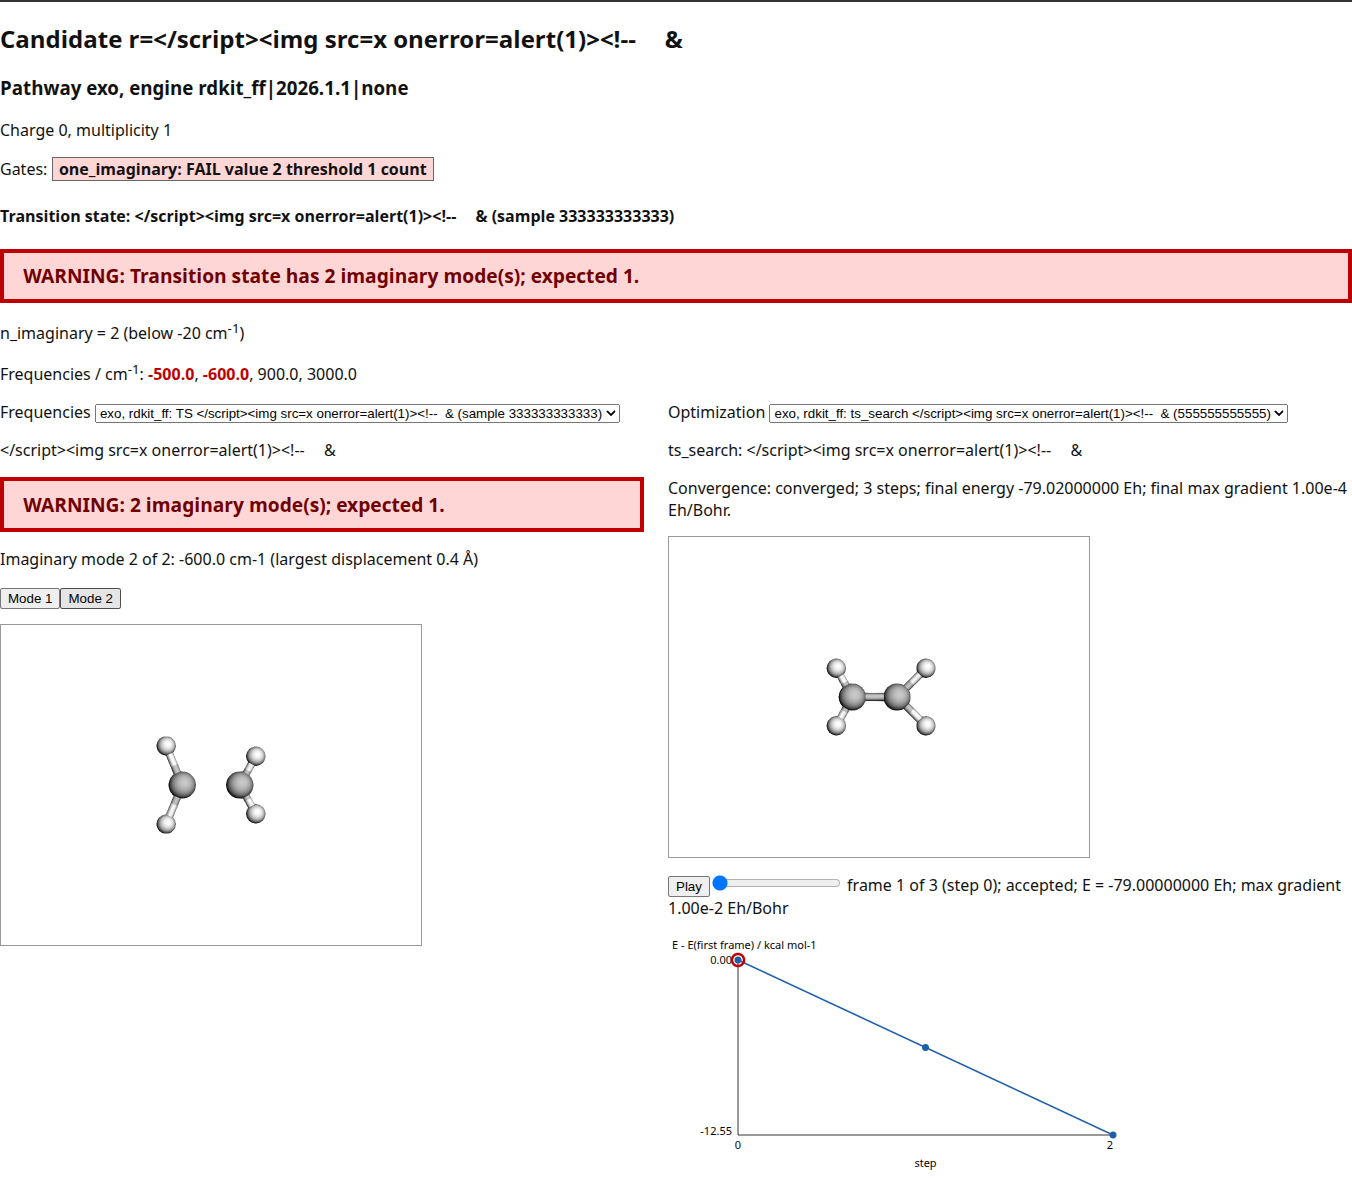 Candidate r=</script><img src=x onerror=alert(1)><!-- &
Pathway exo, engine rdkit_ff|2026.1.1|none
Charge 0, multiplicity 1
Gates: one_imaginary: FAIL value 2 threshold 1 count
Transition state: </script><img src=x onerror=alert(1)><!-- & (sample 333333333333)
WARNING: Transition state has 2 imaginary mode(s); expected 1.
n_imaginary = 2 (below -20 cm-1)
Frequencies / cm-1: -500.0, -600.0, 900.0, 3000.0
Frequencies exo, rdkit_ff: TS </script><img src=x onerror=alert(1)><!-- & (sample 333333333333)
</script><img src=x onerror=alert(1)><!-- &
WARNING: 2 imaginary mode(s); expected 1.
Imaginary mode 2 of 2: -600.0 cm-1 (largest displacement 0.4 Å)
Mode 1 Mode 2
Optimization exo, rdkit_ff: ts_search </script><img src=x onerror=alert(1)><!-- & (555555555555)
ts_search: </script><img src=x onerror=alert(1)><!-- &
Convergence: converged; 3 steps; final energy -79.02000000 Eh; final max gradient 1.00e-4
Eh/Bohr.
Play frame 1 of 3 (step 0); accepted; E = -79.00000000 Eh; max gradient
1.00e-2 Eh/Bohr
E - E(first frame) / kcal mol-1
0.00
-12.55
0 2
step